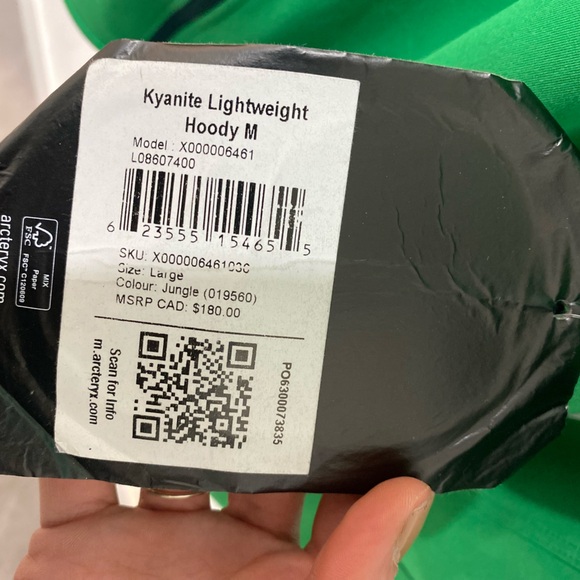 Kyanite Lightweight
Hoody M
Model : X000006461
L08607400
6 23555 15465 5
SKU: X000006461030
Size: Large
Colour: Jungle (019560)
MSRP CAD: $180.00
Scan for Info
m.arcteryx.com
PO6300073835
arcteryx.com
FSC
MIX
Paper
FSC® C120609